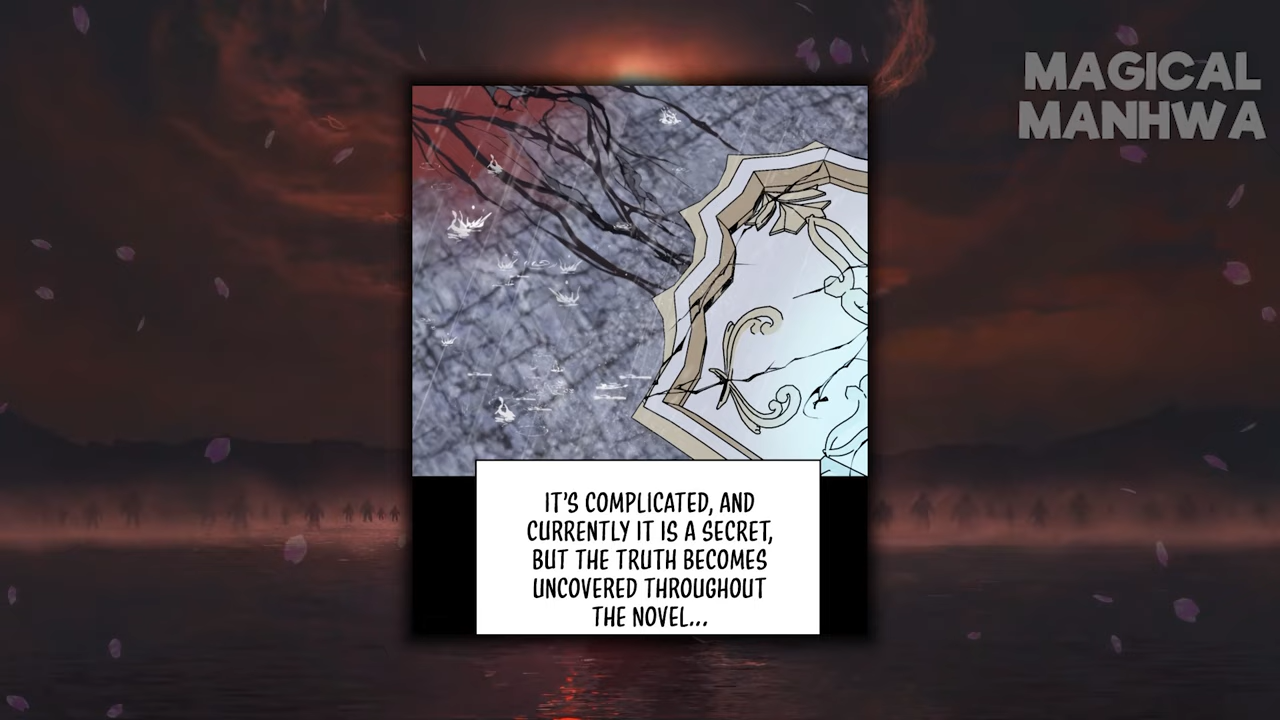 MAGICAL
MANHWA
IT'S COMPLICATED, AND
CURRENTLY IT IS A SECRET,
BUT THE TRUTH BECOMES
UNCOVERED THROUGHOUT
THE NOVEL...